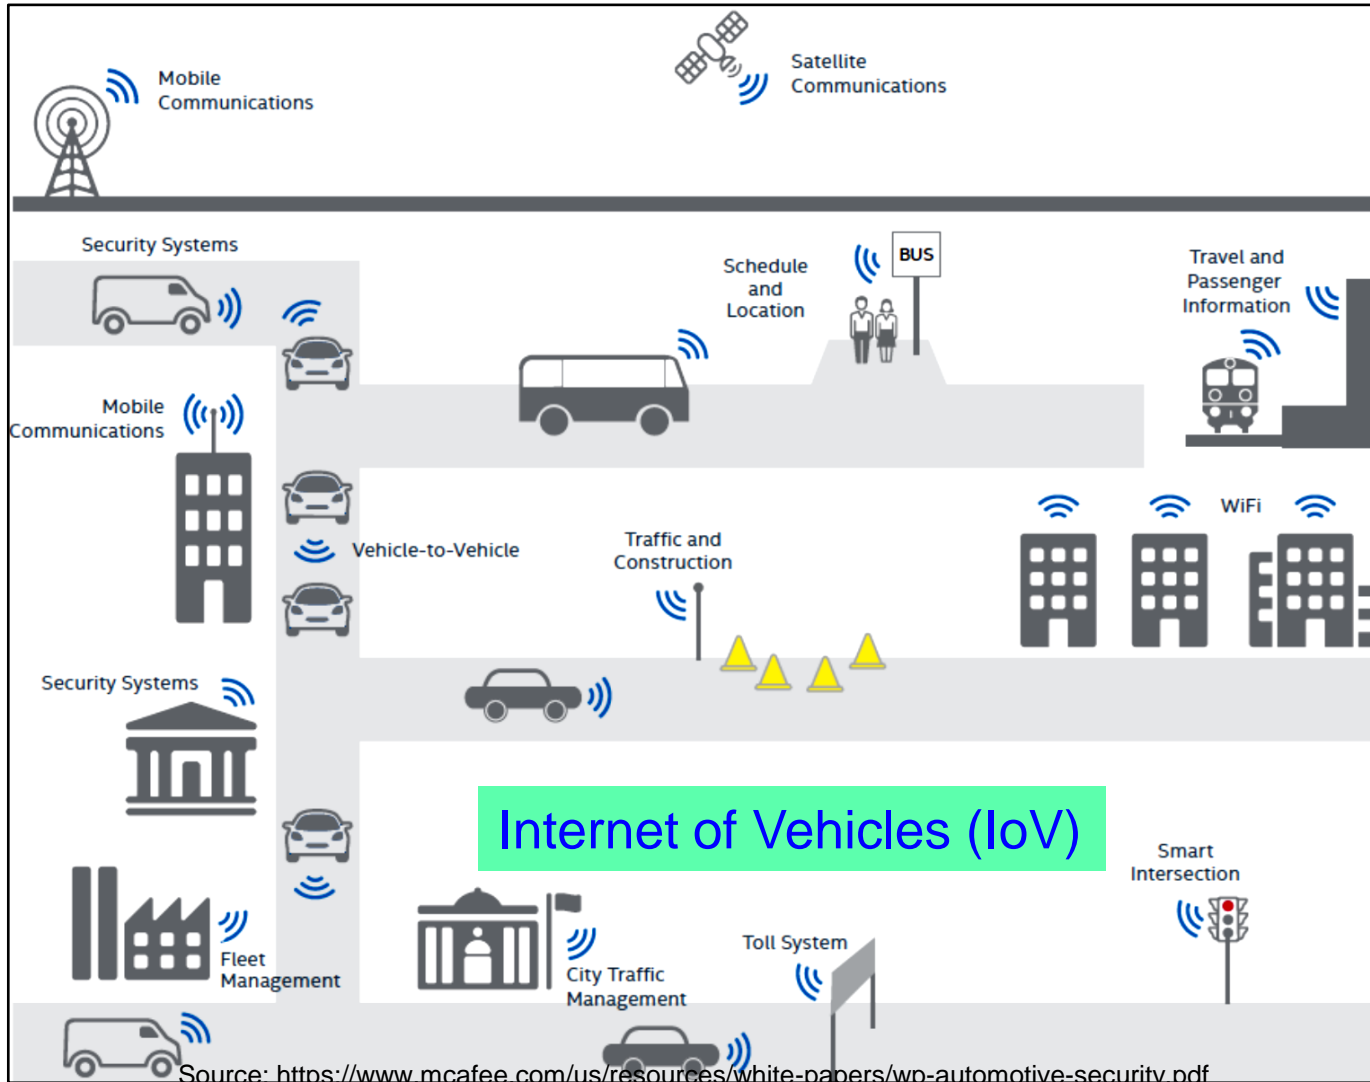 Mobile
Communications
Satellite
Communications
Security Systems
Schedule
and
Location
BUS
Travel and
Passenger
Information
Mobile
Communications
Vehicle-to-Vehicle
Traffic and
Construction
WiFi
Security Systems
Internet of Vehicles (IoV)
Smart
Intersection
Fleet
Management
City Traffic
Management
Toll System
Source: https://www.mcafee.com/us/resources/white-papers/wp-automotive-security.pdf